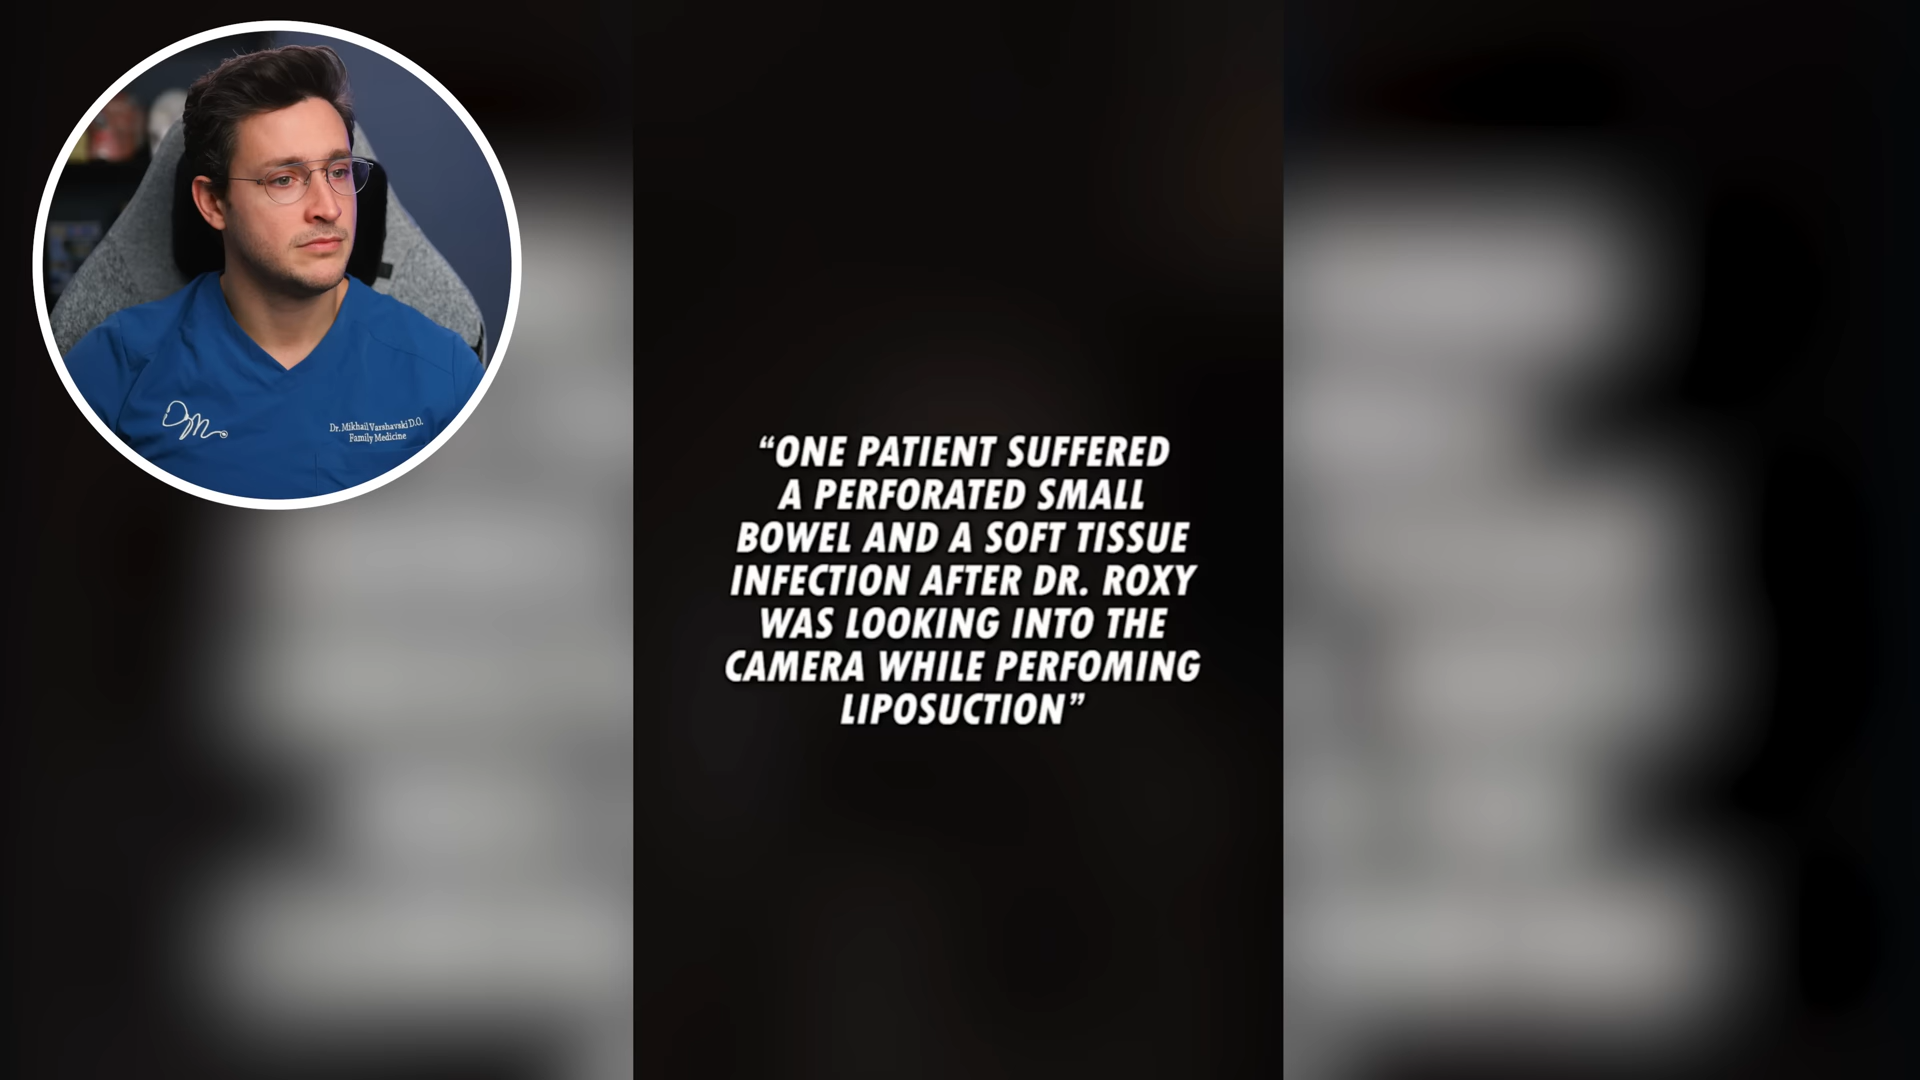 DM
Dr. Mikhail Varshavski D.O.
Family Medicine
“ONE PATIENT SUFFERED
A PERFORATED SMALL
BOWEL AND A SOFT TISSUE
INFECTION AFTER DR. ROXY
WAS LOOKING INTO THE
CAMERA WHILE PERFOMING
LIPOSUCTION”